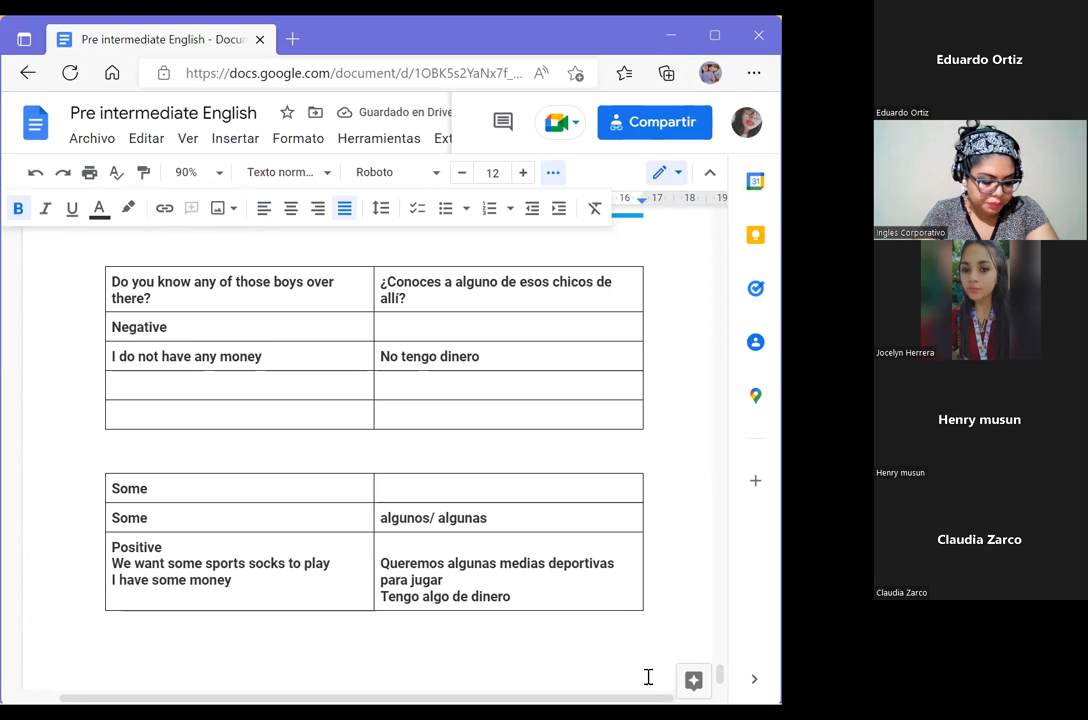 Pre intermediate English - Docu
https://docs.google.com/document/d/1OBK5s2YaNx7f_...
Pre intermediate English
Guardado en Drive
Compartir
Archivo Editar Ver Insertar Formato Herramientas Ext
90% Texto norm... Roboto 12
B I U A
16 17 18 19
31
Do you know any of those boys over there?
¿Conoces a alguno de esos chicos de allí?
Negative
I do not have any money
No tengo dinero
Some
Some
algunos/ algunas
Positive
We want some sports socks to play
I have some money
Queremos algunas medias deportivas
para jugar
Tengo algo de dinero
Eduardo Ortiz
Eduardo Ortiz
Ingles Corporativo
Jocelyn Herrera
Henry musun
Henry musun
Claudia Zarco
Claudia Zarco